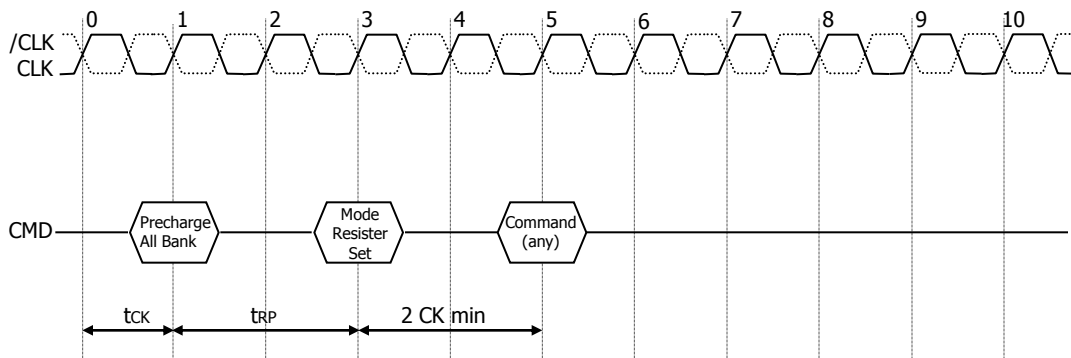 0 1 2 3 4 5 6 7 8 9 10
/CLK
CLK
CMD
Precharge
All Bank
Mode
Resister
Set
Command
(any)
tCK
tRP
2 CK min